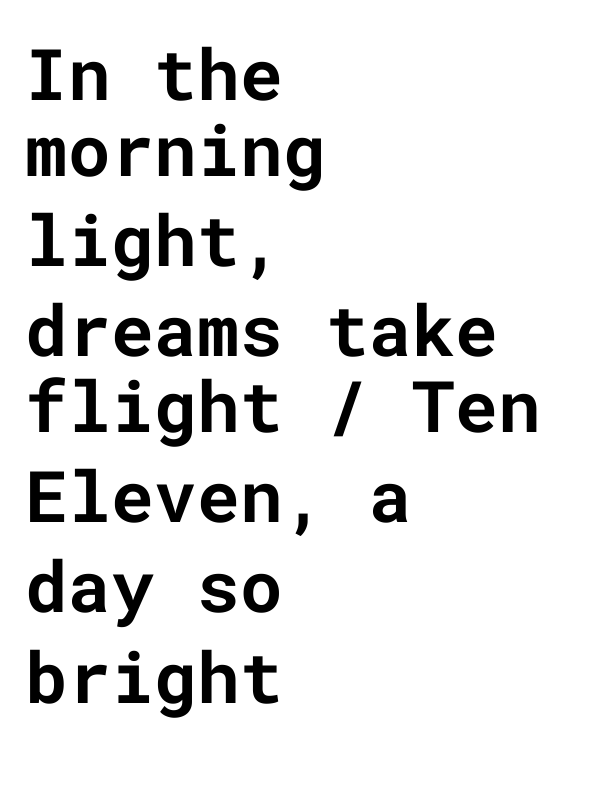 In the
morning
light,
dreams take
flight / Ten
Eleven, a
day so
bright